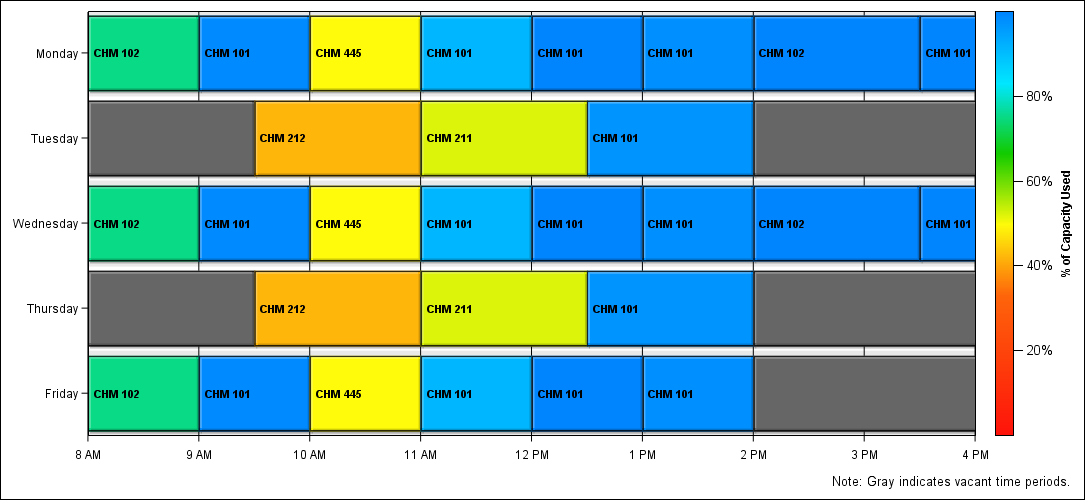 Monday
CHM 102 CHM 101 CHM 445 CHM 101 CHM 101 CHM 101 CHM 102 CHM 101
Tuesday
CHM 212 CHM 211 CHM 101
Wednesday
CHM 102 CHM 101 CHM 445 CHM 101 CHM 101 CHM 101 CHM 102 CHM 101
Thursday
CHM 212 CHM 211 CHM 101
Friday
CHM 102 CHM 101 CHM 445 CHM 101 CHM 101 CHM 101
8 AM 9 AM 10 AM 11 AM 12 PM 1 PM 2 PM 3 PM 4 PM
80%
60%
40%
20%
% of Capacity Used
Note: Gray indicates vacant time periods.